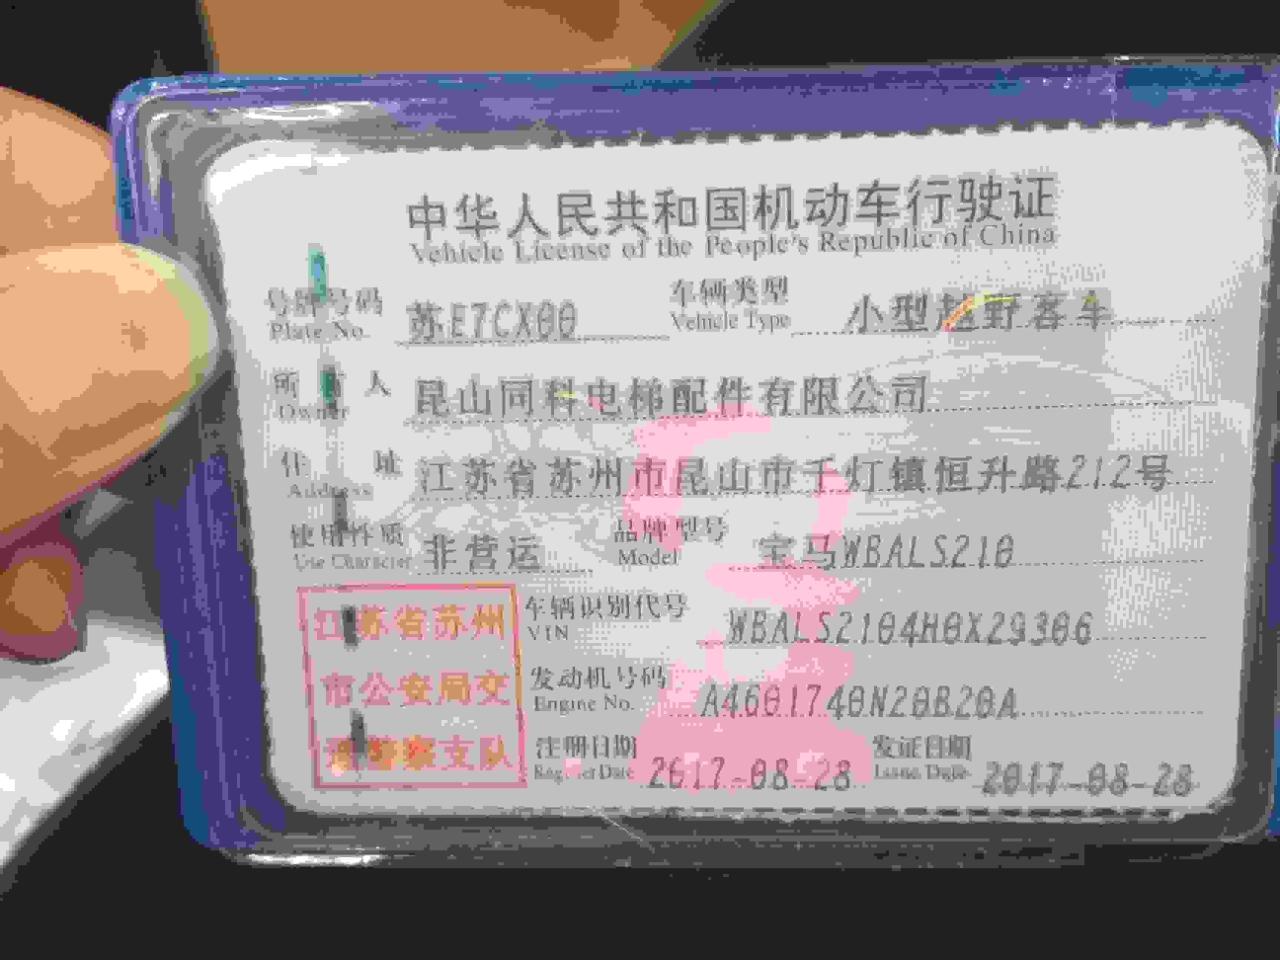 中华人民共和国机动车行驶证
Vehicle License of the People's Republic of China
号牌号码 苏E7CX00 车辆类型 小型越野客车
Plate No. Vehicle Type
所有人 昆山同科电梯配件有限公司
Owner
住址 江苏省苏州市昆山市千灯镇恒升路212号
Address
使用性质 非营运 品牌型号 宝马WBALS210
Use Character Model
江苏省苏州
市公安局交
通警察支队
车辆识别代号 WBALS2104H0X29306
VIN
发动机号码 A4601740N20B20A
Engine No.
注册日期 2017-08-28 发证日期 2017-08-28
Register Date Issue Date